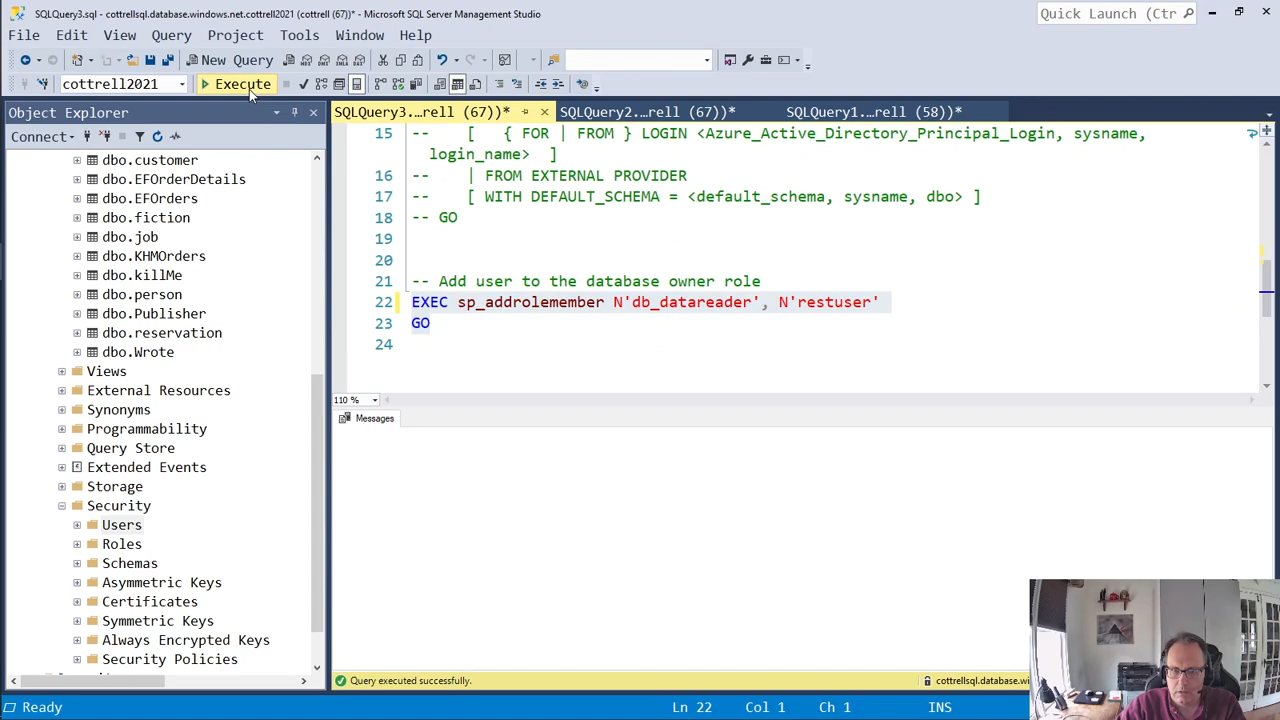 SQLQuery3.sql - cottrellsql.database.windows.net.cottrell2021 (cottrell (67))* - Microsoft SQL Server Management Studio
Quick Launch (Ctr
File Edit View Query Project Tools Window Help
New Query
cottrell2021 Execute
Object Explorer
SQLQuery3...rell (67))* SQLQuery2...rell (67))* SQLQuery1...rell (58))*
Connect
dbo.customer
dbo.EFOrderDetails
dbo.EFOrders
dbo.fiction
dbo.job
dbo.KHMOrders
dbo.killMe
dbo.person
dbo.Publisher
dbo.reservation
dbo.Wrote
Views
External Resources
Synonyms
Programmability
Query Store
Extended Events
Storage
Security
Users
Roles
Schemas
Asymmetric Keys
Certificates
Symmetric Keys
Always Encrypted Keys
Security Policies
15 -- [ { FOR | FROM } LOGIN <Azure_Active_Directory_Principal_Login, sysname,
login_name> ]
16 -- | FROM EXTERNAL PROVIDER
17 -- [ WITH DEFAULT_SCHEMA = <default_schema, sysname, dbo> ]
18 -- GO
19
20
21 -- Add user to the database owner role
22 EXEC sp_addrolemember N'db_datareader', N'restuser'
23 GO
24
110 %
Messages
Query executed successfully. cottrellsql.database.win
Ready Ln 22 Col 1 Ch 1 INS